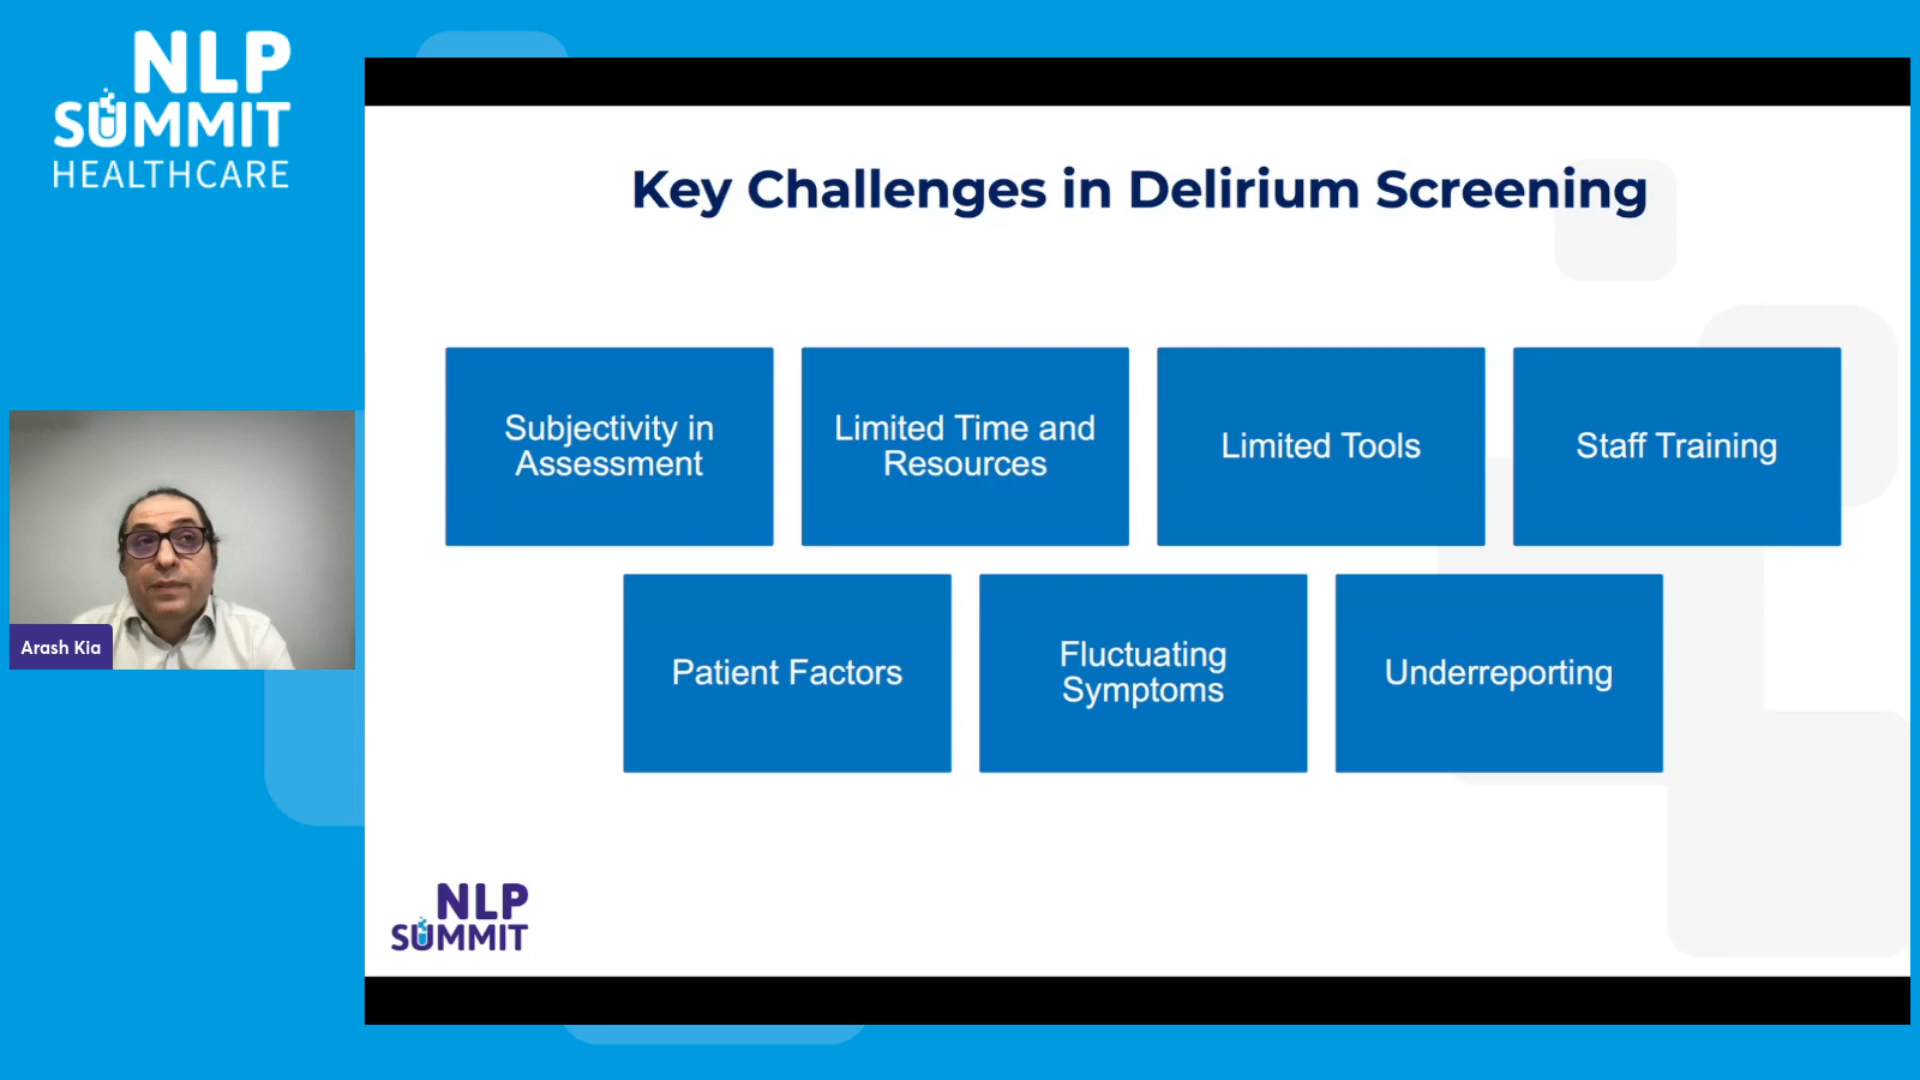 NLP
SUMMIT
HEALTHCARE
Key Challenges in Delirium Screening
Subjectivity in
Assessment
Limited Time and
Resources
Limited Tools
Staff Training
Patient Factors
Fluctuating
Symptoms
Underreporting
Arash Kia
NLP
SUMMIT